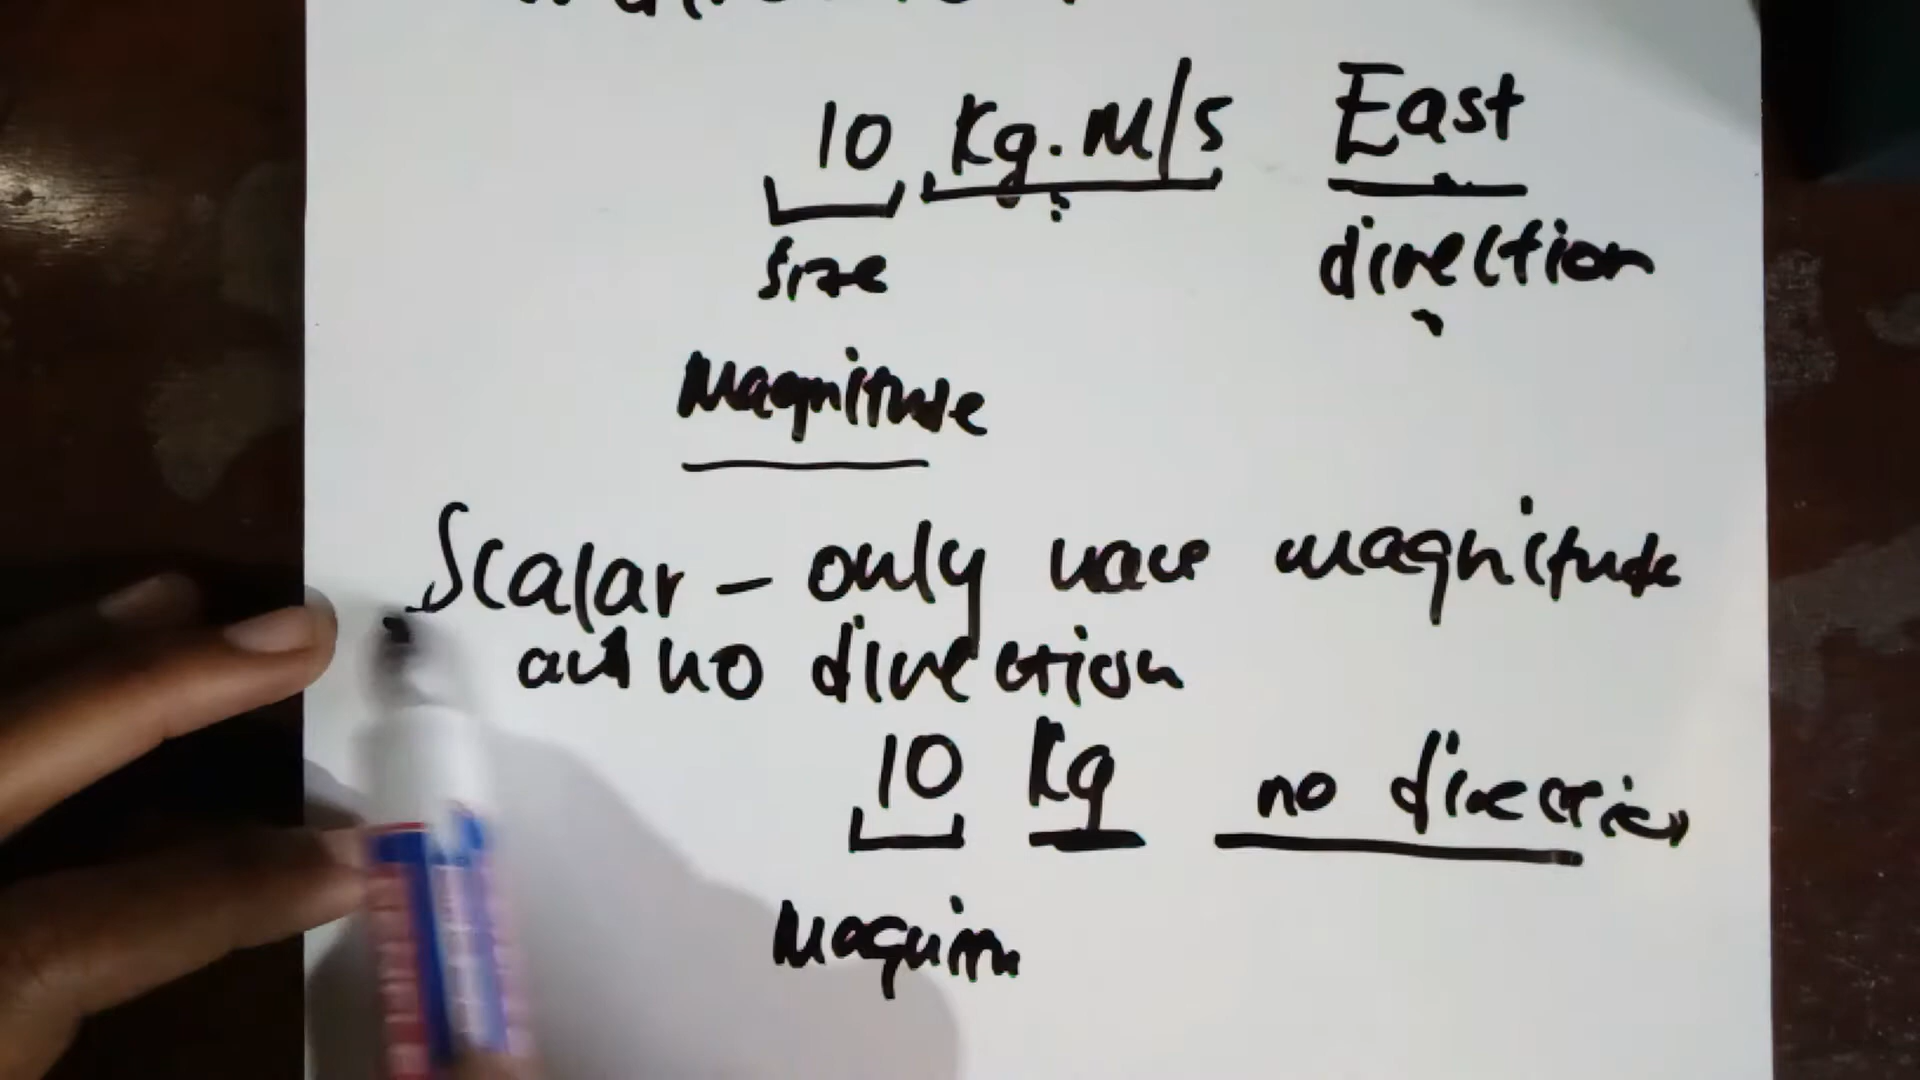 10 Kg.M/s East
size direction
Magnitude
Scalar – only have magnitude
and no direction
10 Kg no direction